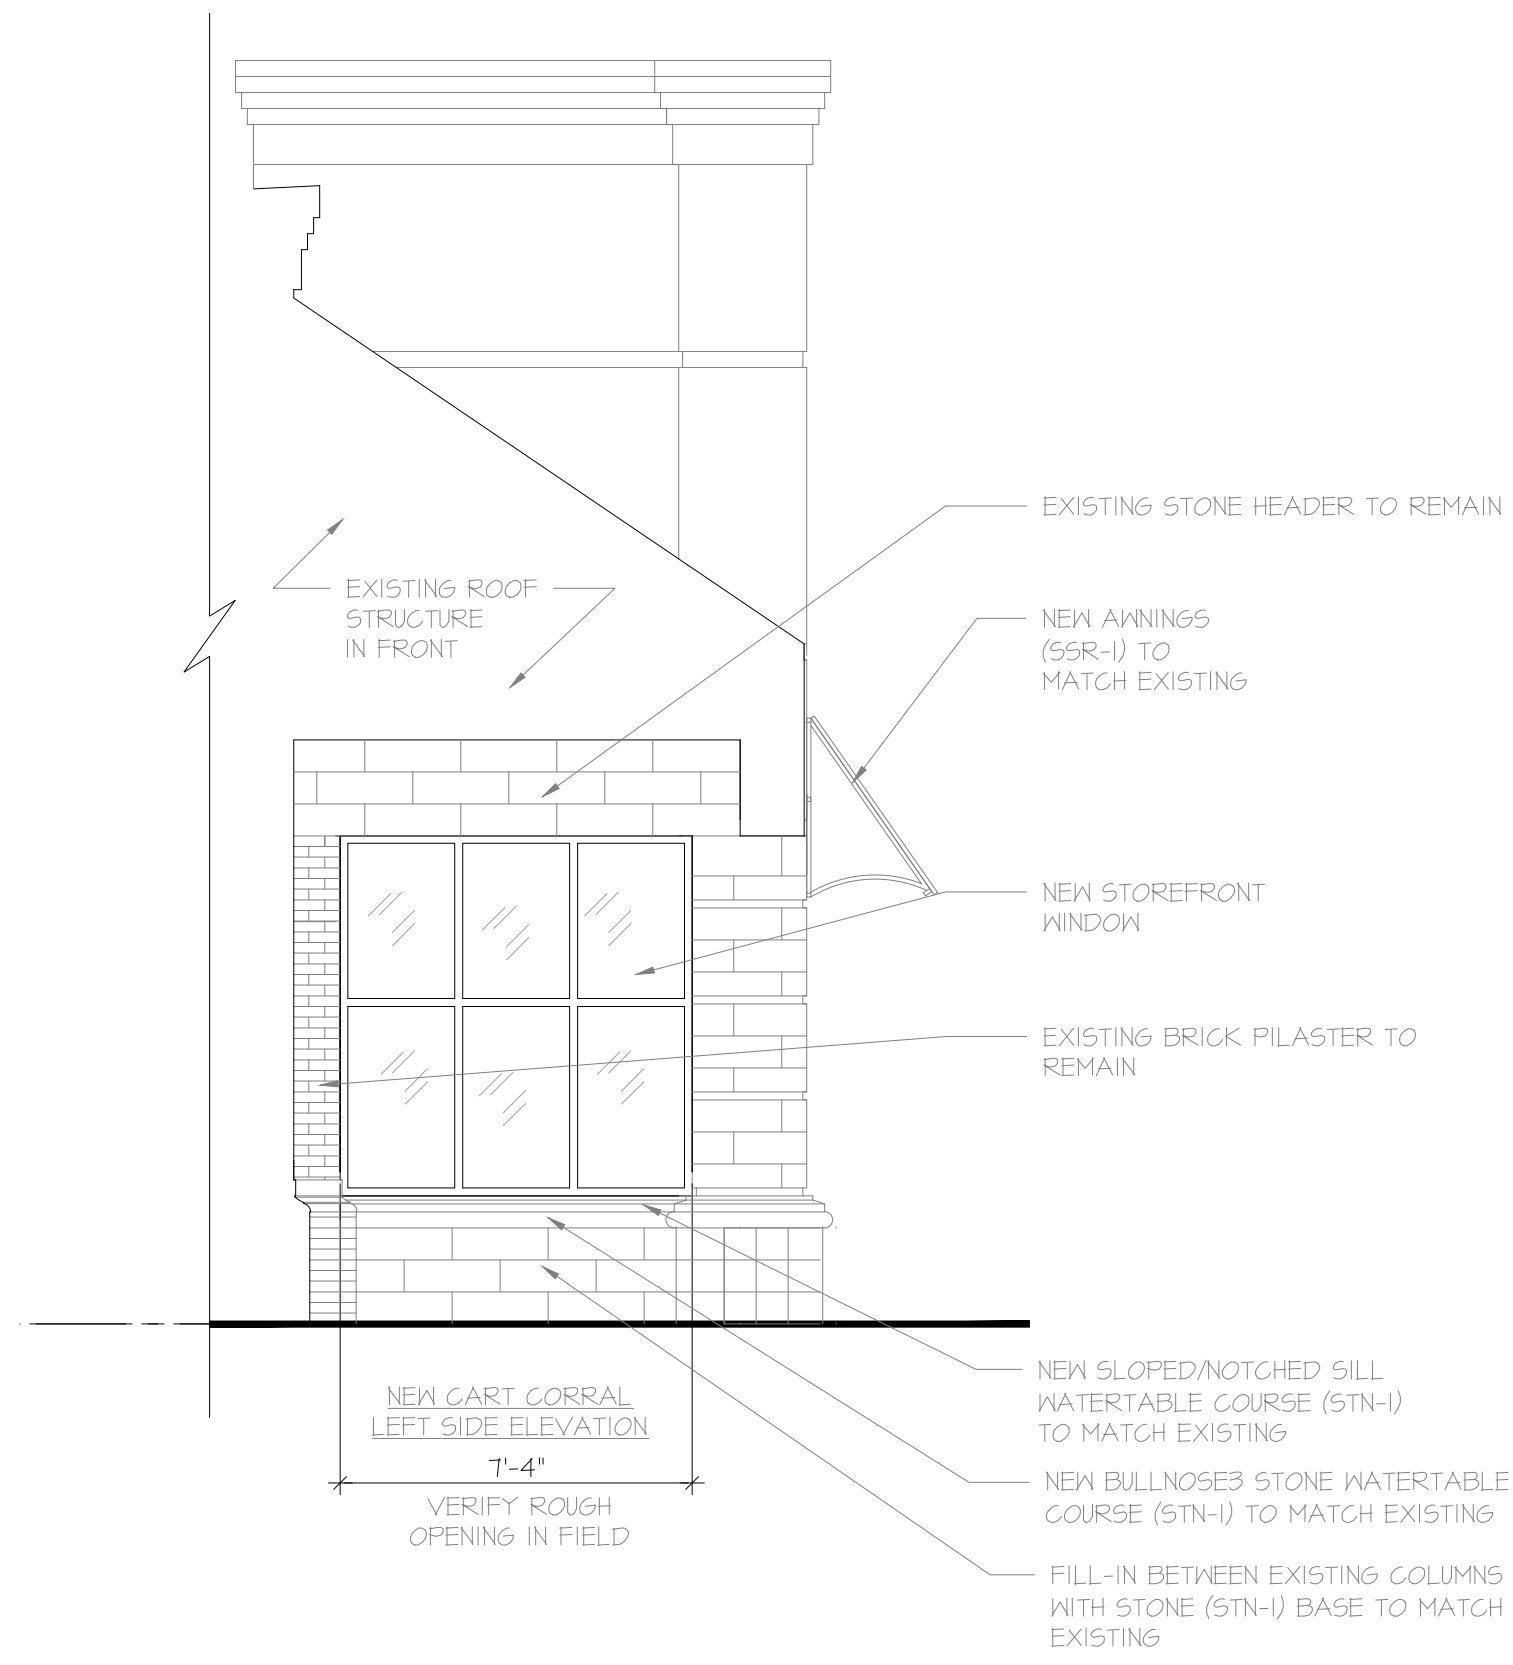 EXISTING STONE HEADER TO REMAIN
EXISTING ROOF
STRUCTURE
IN FRONT
NEW AWNINGS
(SSR-1) TO
MATCH EXISTING
NEW STOREFRONT
WINDOW
EXISTING BRICK PILASTER TO
REMAIN
NEW SLOPED/NOTCHED SILL
WATERTABLE COURSE (STN-1)
TO MATCH EXISTING
NEW CART CORRAL
LEFT SIDE ELEVATION
7'-4"
VERIFY ROUGH
OPENING IN FIELD
NEW BULLNOSE3 STONE WATERTABLE
COURSE (STN-1) TO MATCH EXISTING
FILL-IN BETWEEN EXISTING COLUMNS
WITH STONE (STN-1) BASE TO MATCH
EXISTING